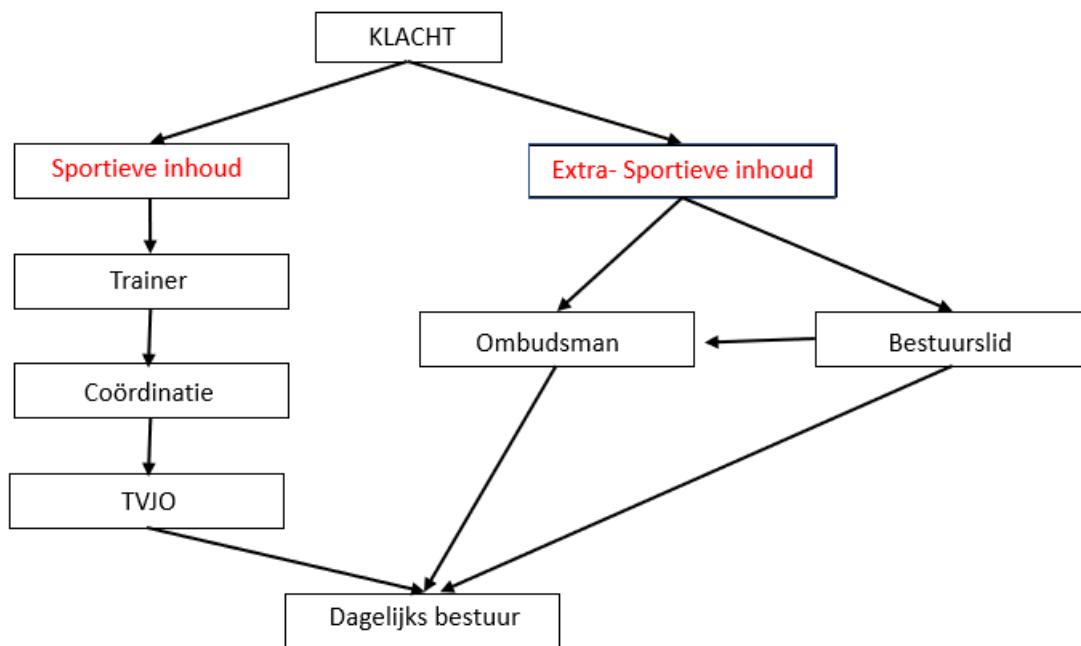 KLACHT
Sportieve inhoud
Extra- Sportieve inhoud
Trainer
Ombudsman
Bestuurslid
Coördinatie
TVJO
Dagelijks bestuur